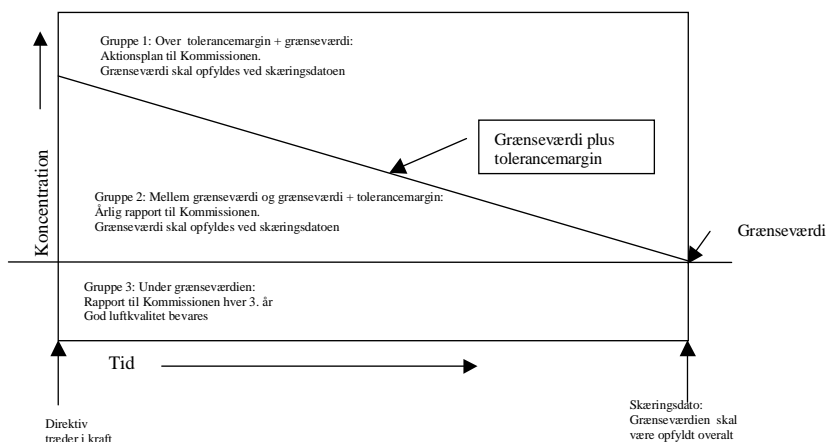 Gruppe 1: Over tolerancemargin + grænseværdi:
Aktionsplan til Kommissionen.
Grænseværdi skal opfyldes ved skæringsdatoen
Koncentration
Grænseværdi plus
tolerancemargin
Gruppe 2: Mellem grænseværdi og grænseværdi + tolerancemargin:
Årlig rapport til Kommissionen.
Grænseværdi skal opfyldes ved skæringsdatoen
Grænseværdi
Gruppe 3: Under grænseværdien:
Rapport til Kommissionen hver 3. år
God luftkvalitet bevares
Tid
Direktiv
træder i kraft
Skæringsdato:
Grænseværdien skal
være opfyldt overalt